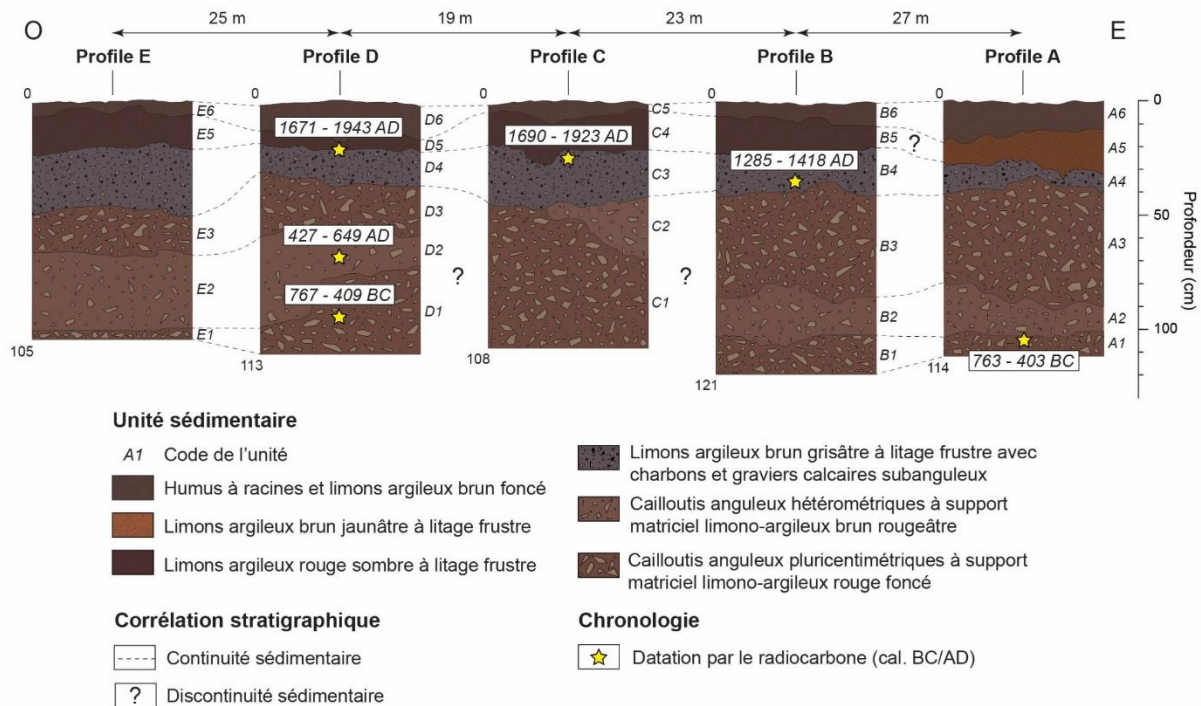 25 m 19 m 23 m 27 m
O E
Profile E Profile D Profile C Profile B Profile A
0 0 0 0 0 0
E6 D6 C5 B6 A6
E5 1671 - 1943 AD D5 C4 1690 - 1923 AD B5 ? A5
D4 C3 1285 - 1418 AD B4 A4
E3 D3 50
427 - 649 AD D2 C2 B3 A3
E2 767 - 409 BC D1 ? C1 ? B2 A2
E1 B1 A1 100
105 113 108 121 114 763 - 403 BC
Profondeur (cm)
Unité sédimentaire
A1 Code de l'unité
Humus à racines et limons argileux brun foncé
Limons argileux brun jaunâtre à litage frustre
Limons argileux rouge sombre à litage frustre
Limons argileux brun grisâtre à litage frustre avec
charbons et graviers calcaires subanguleux
Cailloutis anguleux hétérométriques à support
matriciel limono-argileux brun rougeâtre
Cailloutis anguleux pluricentimétriques à support
matriciel limono-argileux rouge foncé
Corrélation stratigraphique
Continuité sédimentaire
? Discontinuité sédimentaire
Chronologie
Datation par le radiocarbone (cal. BC/AD)